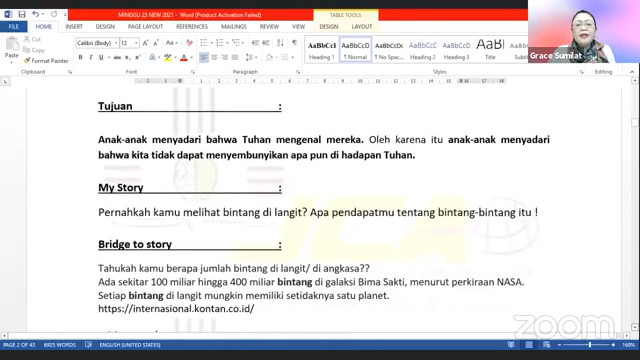 MINGGU 23 NEW 2021 - Word (Product Activation Failed)
TABLE TOOLS
FILE HOME INSERT DESIGN PAGE LAYOUT REFERENCES MAILINGS REVIEW VIEW DESIGN LAYOUT
Cut
Copy
Format Painter
Paste
Clipboard
Calibri (Body) 12
Font
Paragraph
AaBbCcI AaBbCcD AaBbCcDc AaBbCcD AaBbCcD AaBI
Heading 1 ¶ Normal ¶ No Spac... Heading 2 Heading 3 Heading 4
Styles
Editing
Grace Sumilat
Tujuan :
Anak-anak menyadari bahwa Tuhan mengenal mereka. Oleh karena itu anak-anak menyadari
bahwa kita tidak dapat menyembunyikan apa pun di hadapan Tuhan.
My Story :
Pernahkah kamu melihat bintang di langit? Apa pendapatmu tentang bintang-bintang itu !
Bridge to story :
Tahukah kamu berapa jumlah bintang di langit/ di angkasa??
Ada sekitar 100 miliar hingga 400 miliar bintang di galaksi Bima Sakti, menurut perkiraan NASA.
Setiap bintang di langit mungkin memiliki setidaknya satu planet.
https://internasional.kontan.co.id/
zoom
PAGE 2 OF 43 6925 WORDS ENGLISH (UNITED STATES) 160%